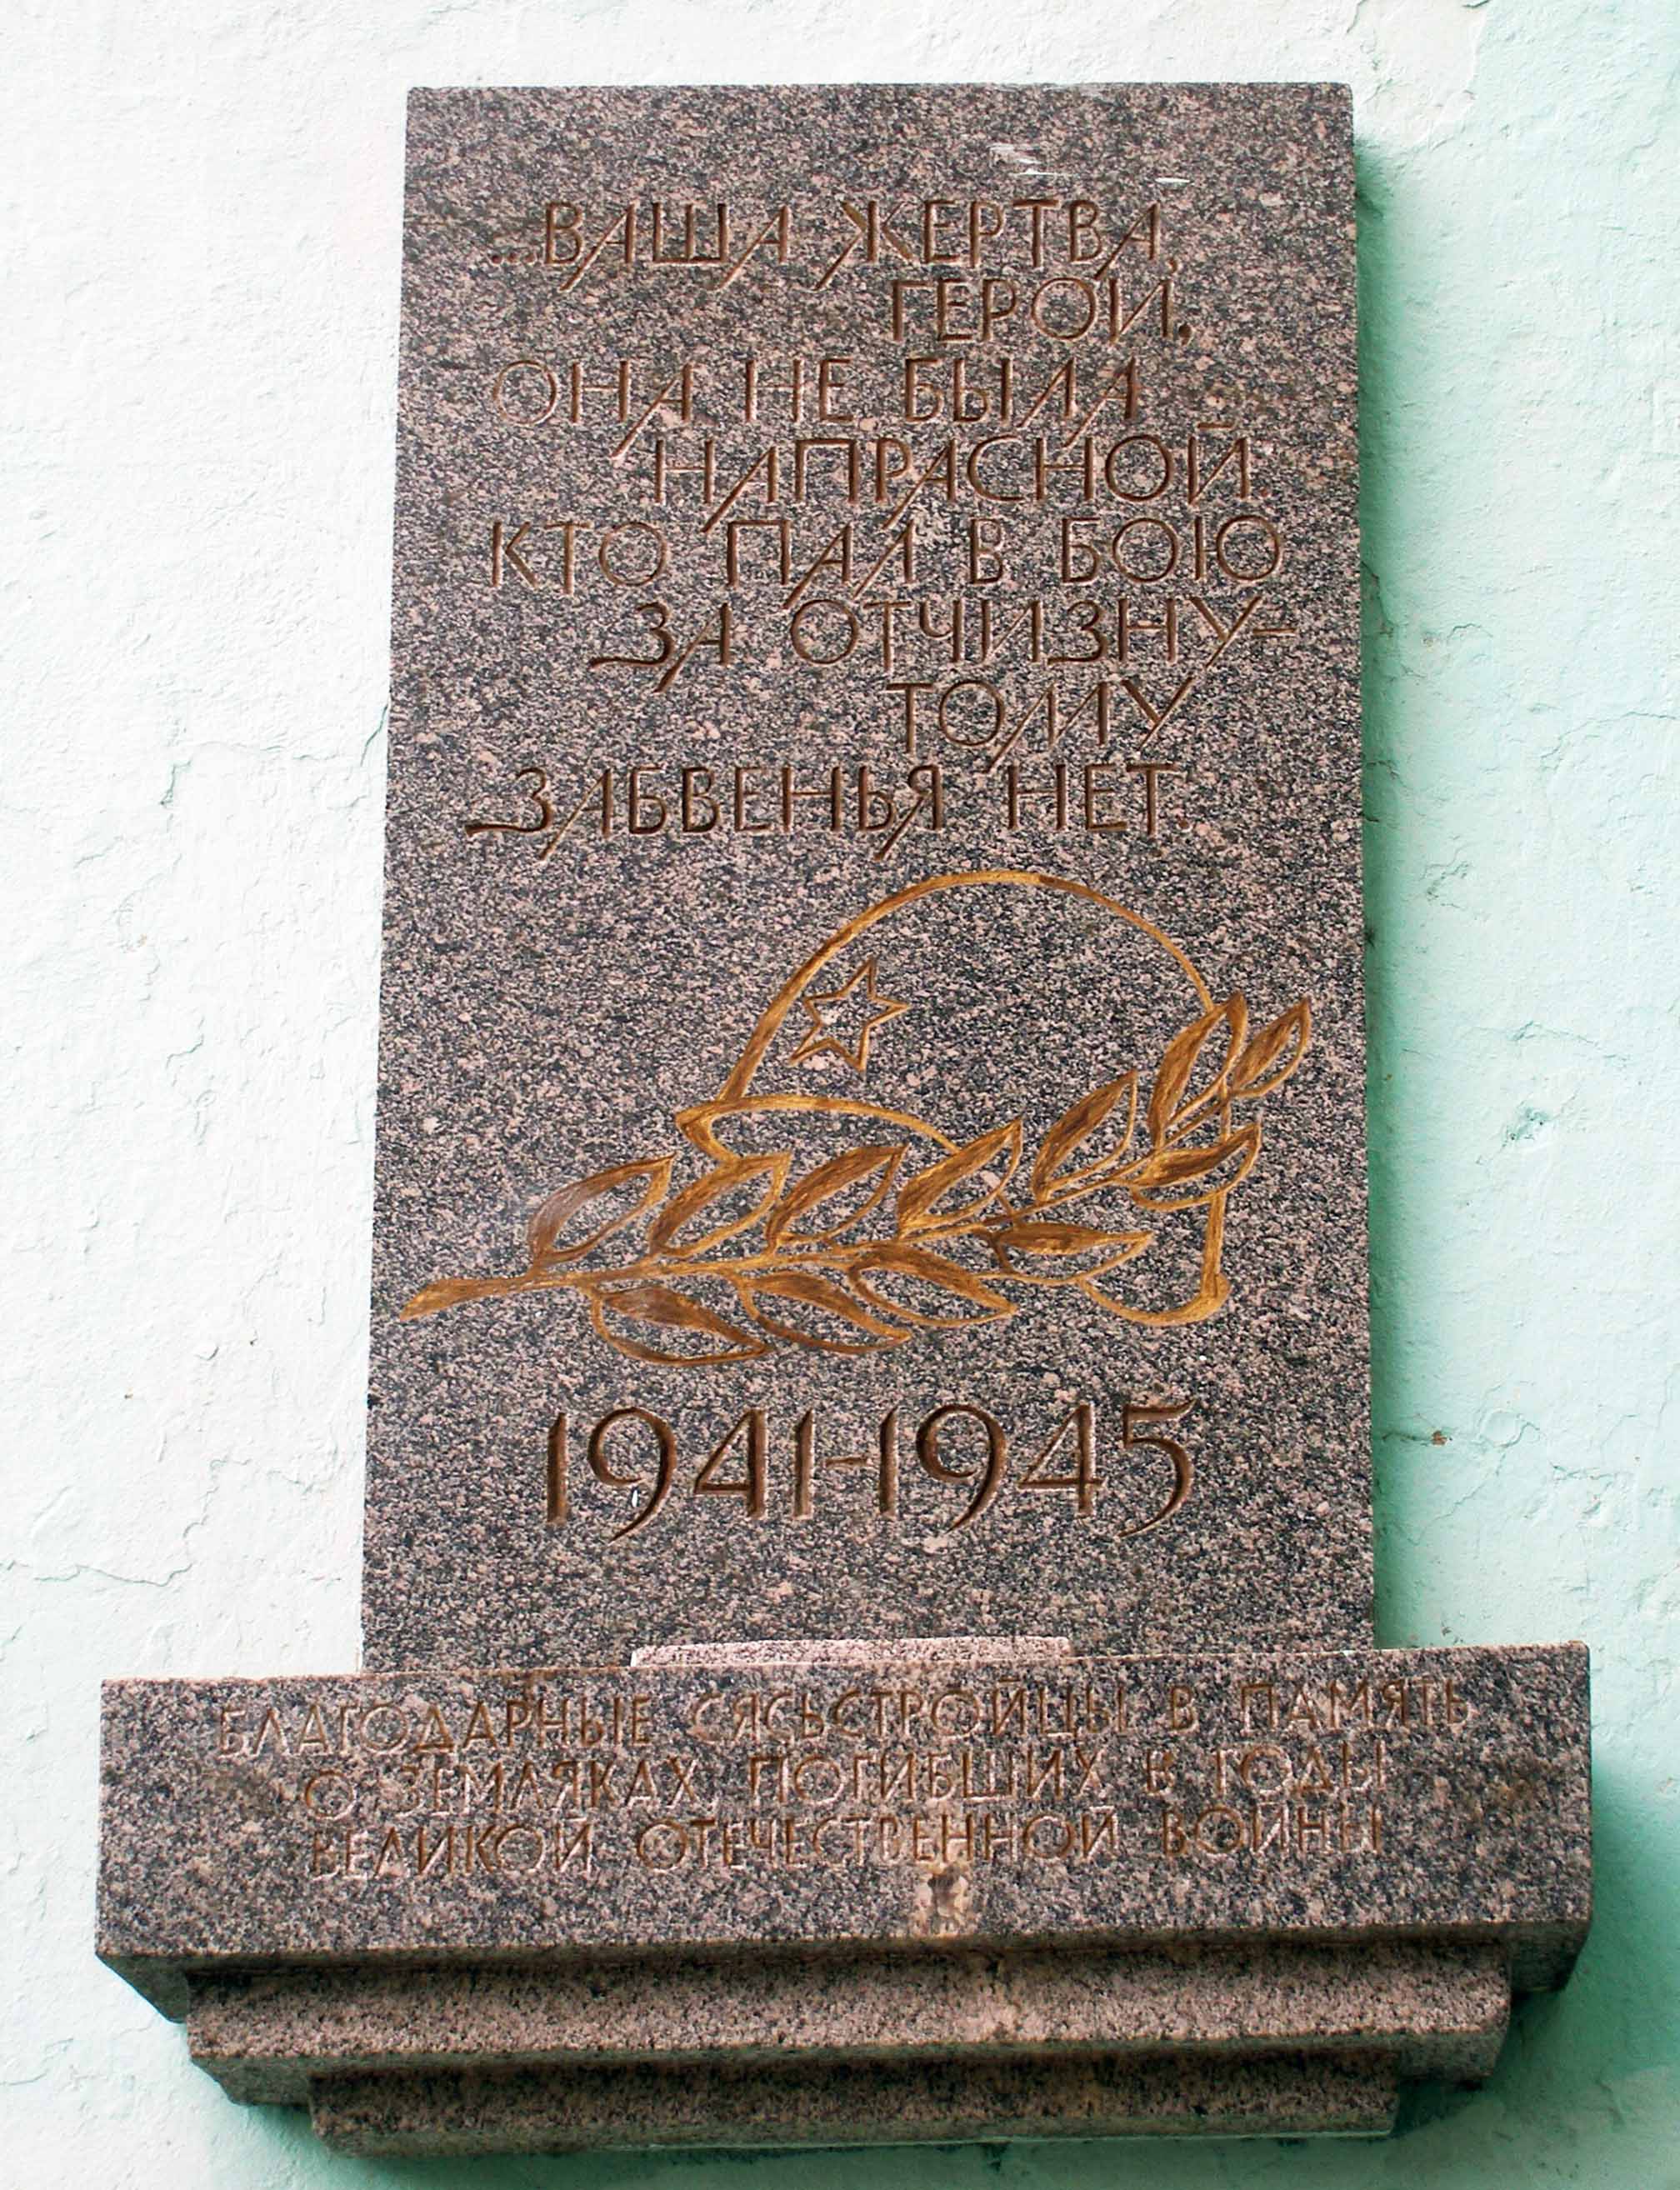 ...ВАША ЖЕРТВА,
ГЕРОИ,
ОНА НЕ БЫЛА
НАПРАСНОЙ.
КТО ПАЛ В БОЮ
ЗА ОТЧИЗНУ-
ТОМУ
ЗАБВЕНЬЯ НЕТ.
1941-1945
БЛАГОДАРНЫЕ СЯСЬСТРОЙЦЫ В ПАМЯТЬ
О ЗЕМЛЯКАХ, ПОГИБШИХ В ГОДЫ
ВЕЛИКОЙ ОТЕЧЕСТВЕННОЙ ВОЙНЫ